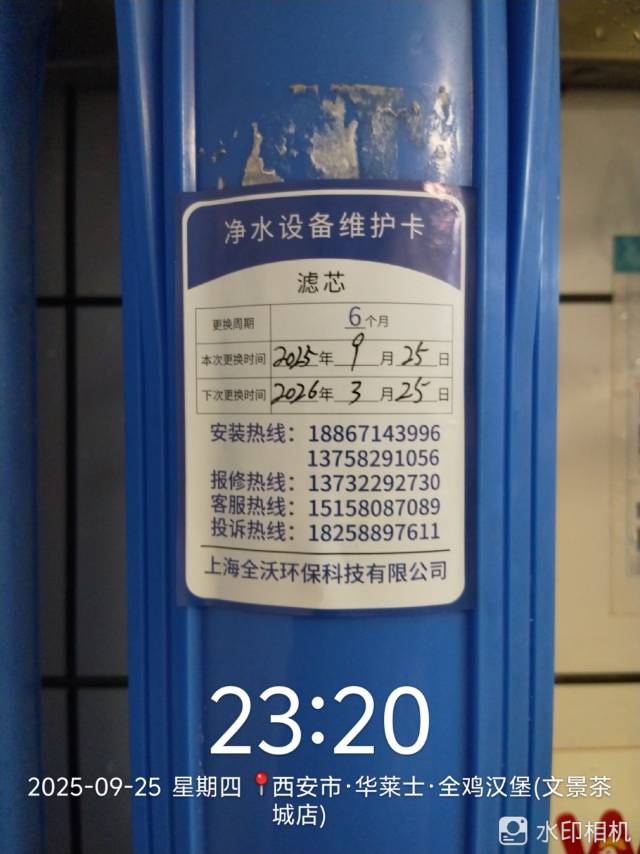 净水设备维护卡
滤芯
更换周期 6个月
本次更换时间 2025年 9 月 25日
下次更换时间 2026年 3 月 25日
安装热线：18867143996
13758291056
报修热线：13732292730
客服热线：15158087089
投诉热线：18258897611
上海全沃环保科技有限公司
23:20
2025-09-25 星期四 📍西安市·华莱士·全鸡汉堡(文景茶
城店)
水印相机